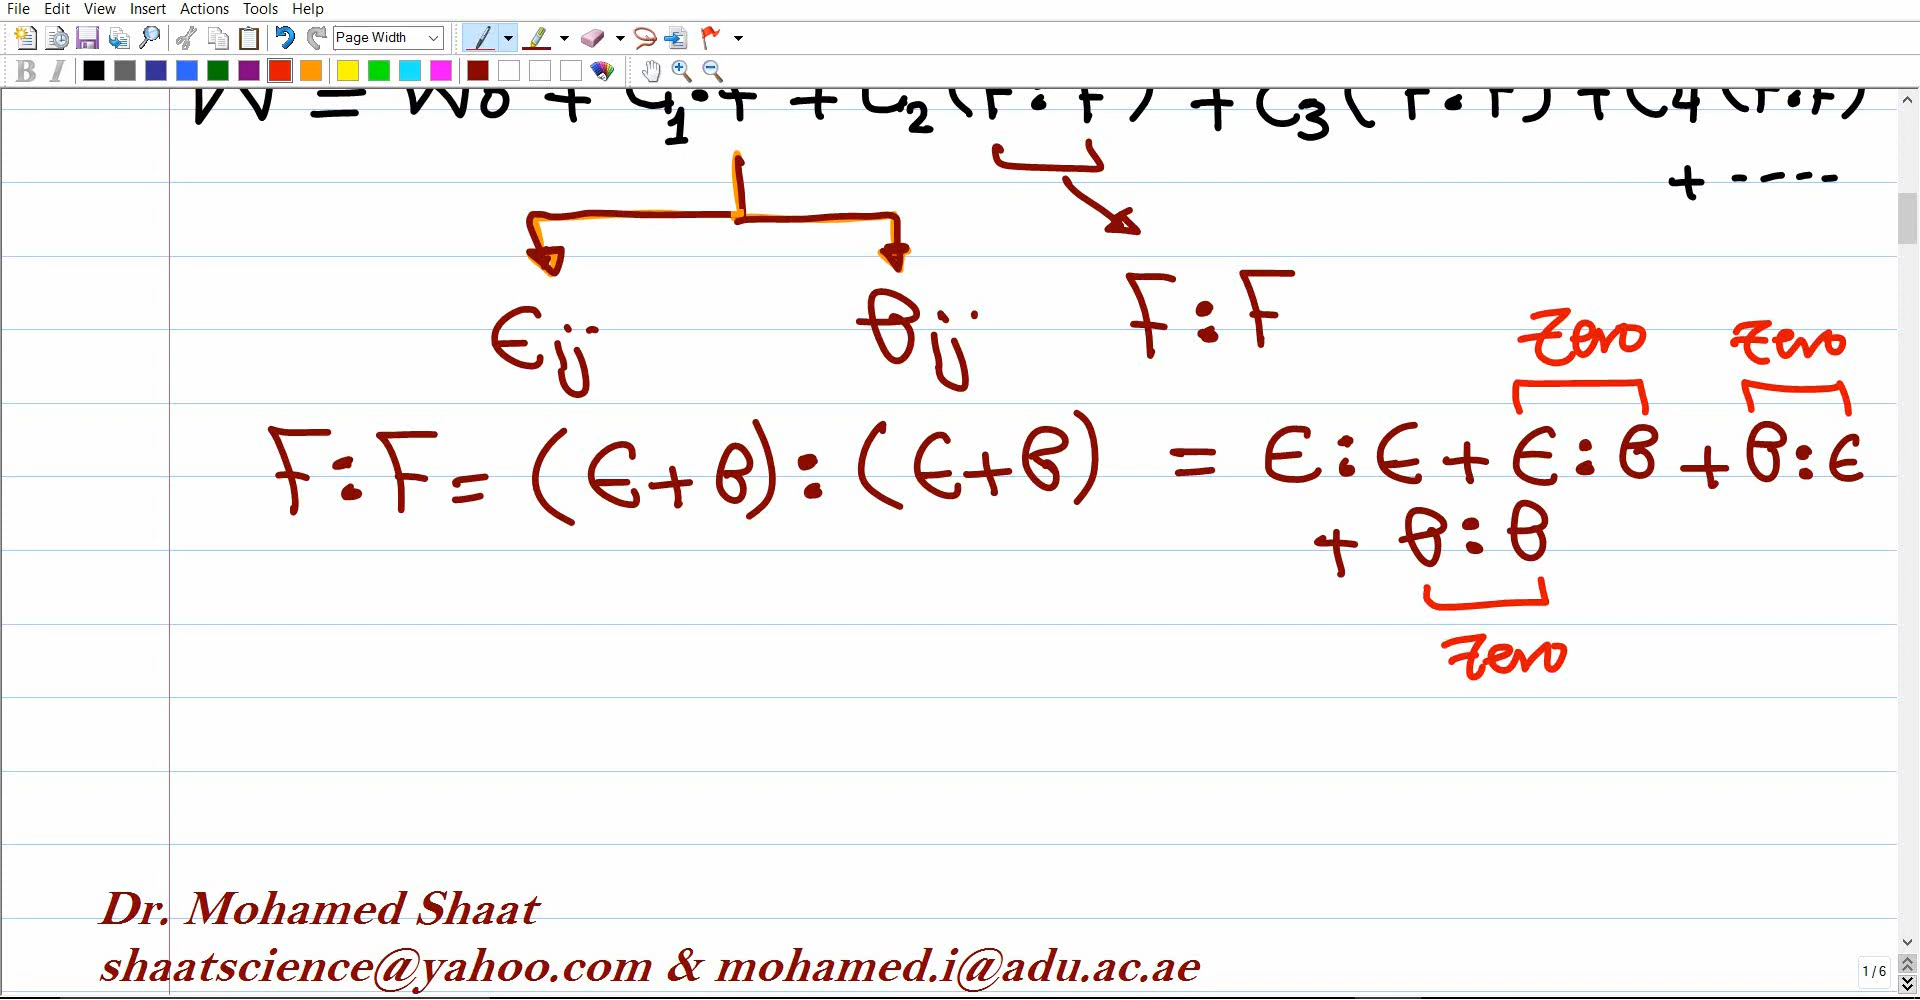 File Edit View Insert Actions Tools Help
Page Width
B I
W = W0 + C1·F + C2 (F:F) + C3 (F:F) + C4 (F:F)
+ ----
ϵij θij F:F
zero zero
F:F = (ϵ+θ):(ϵ+θ) = ϵ:ϵ + ϵ:θ + θ:ϵ
+ θ:θ
zero
Dr. Mohamed Shaat
shaatscience@yahoo.com & mohamed.i@adu.ac.ae
1 / 6